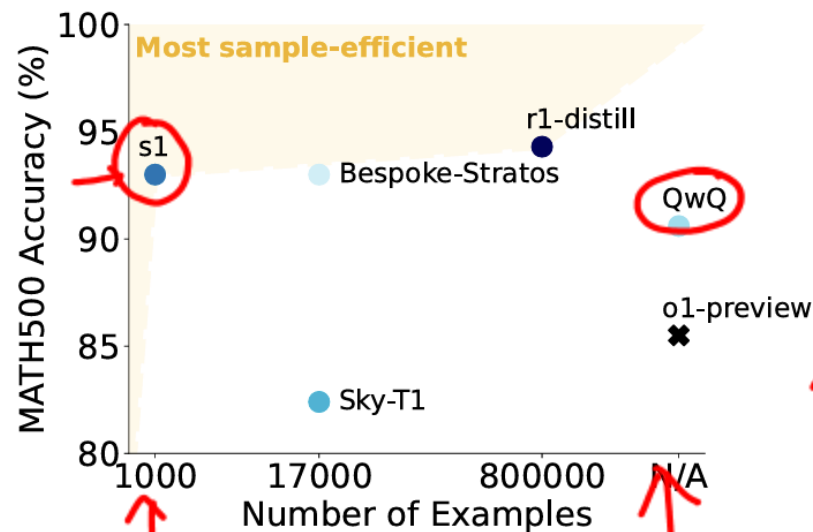 100
Most sample-efficient
95
r1-distill
s1
Bespoke-Stratos
QwQ
90
o1-preview
85
Sky-T1
80
1000 17000 800000 N/A
Number of Examples
MATH500 Accuracy (%)